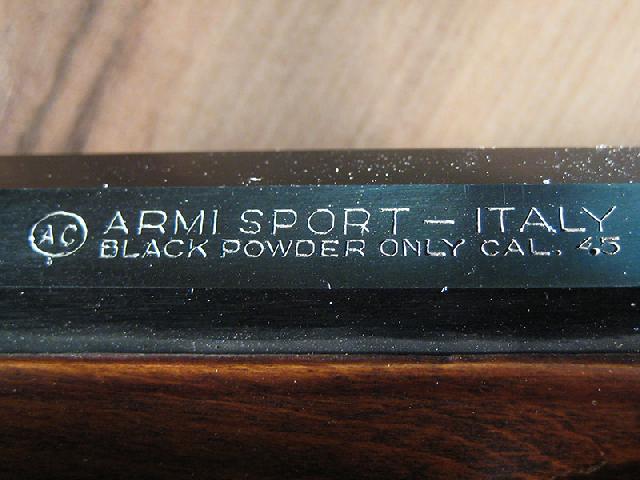 AC ARMI SPORT — ITALY
BLACK POWDER ONLY CAL. 45